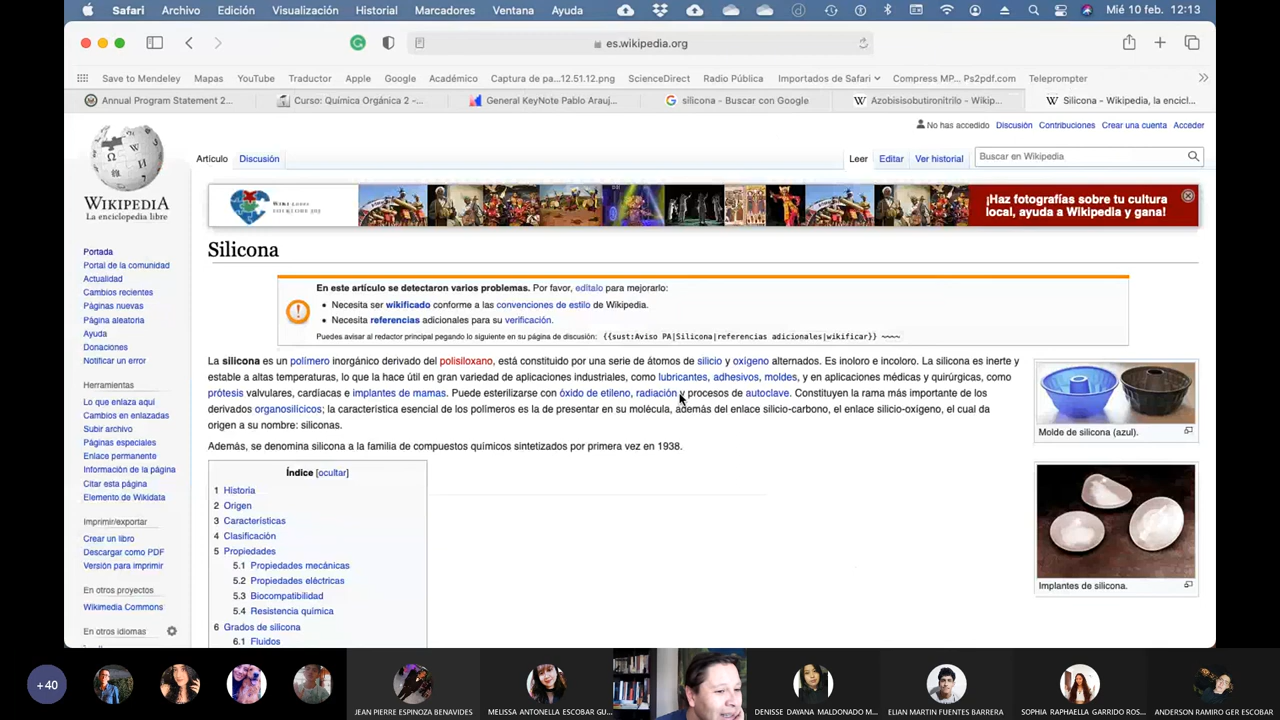 Safari Archivo Edición Visualización Historial Marcadores Ventana Ayuda Mié 10 feb. 12:13
es.wikipedia.org
Save to Mendeley Mapas YouTube Traductor Apple Google Académico Captura de pa...12.51.12.png ScienceDirect Radio Pública Importados de Safari Compress MP... Ps2pdf.com Teleprompter
Annual Program Statement 2... Curso: Química Orgánica 2 -... General KeyNote Pablo Arauj... silicona - Buscar con Google Azobisisobutironitrilo - Wikip... Silicona - Wikipedia, la encicl...
No has accedido Discusión Contribuciones Crear una cuenta Acceder
Artículo Discusión Leer Editar Ver historial Buscar en Wikipedia
WIKIPEDIA
La enciclopedia libre
¡Haz fotografías sobre tu cultura
local, ayuda a Wikipedia y gana!
Portada
Portal de la comunidad
Actualidad
Cambios recientes
Páginas nuevas
Página aleatoria
Ayuda
Donaciones
Notificar un error
Herramientas
Lo que enlaza aquí
Cambios en enlazadas
Subir archivo
Páginas especiales
Enlace permanente
Información de la página
Citar esta página
Elemento de Wikidata
Imprimir/exportar
Crear un libro
Descargar como PDF
Versión para imprimir
En otros proyectos
Wikimedia Commons
En otros idiomas
Silicona
En este artículo se detectaron varios problemas. Por favor, edítalo para mejorarlo:
• Necesita ser wikificado conforme a las convenciones de estilo de Wikipedia.
• Necesita referencias adicionales para su verificación.
Puedes avisar al redactor principal pegando lo siguiente en su página de discusión: {{sust:Aviso PA|Silicona|referencias adicionales|wikificar}} ~~~~
La silicona es un polímero inorgánico derivado del polisiloxano, está constituido por una serie de átomos de silicio y oxígeno alternados. Es inoloro e incoloro. La silicona es inerte y
estable a altas temperaturas, lo que la hace útil en gran variedad de aplicaciones industriales, como lubricantes, adhesivos, moldes, y en aplicaciones médicas y quirúrgicas, como
prótesis valvulares, cardíacas e implantes de mamas. Puede esterilizarse con óxido de etileno, radiación y procesos de autoclave. Constituyen la rama más importante de los
derivados organosilícicos; la característica esencial de los polímeros es la de presentar en su molécula, además del enlace silicio-carbono, el enlace silicio-oxígeno, el cual da
origen a su nombre: siliconas.
Además, se denomina silicona a la familia de compuestos químicos sintetizados por primera vez en 1938.
Índice [ocultar]
1 Historia
2 Origen
3 Características
4 Clasificación
5 Propiedades
5.1 Propiedades mecánicas
5.2 Propiedades eléctricas
5.3 Biocompatibilidad
5.4 Resistencia química
6 Grados de silicona
6.1 Fluidos
Molde de silicona (azul).
Implantes de silicona.
+40
JEAN PIERRE ESPINOZA BENAVIDES
MELISSA ANTONELLA ESCOBAR GU...
DENISSE DAYANA MALDONADO M...
ELIAN MARTIN FUENTES BARRERA
SOPHIA RAPHAELLA GARRIDO ROS...
ANDERSON RAMIRO GER ESCOBAR